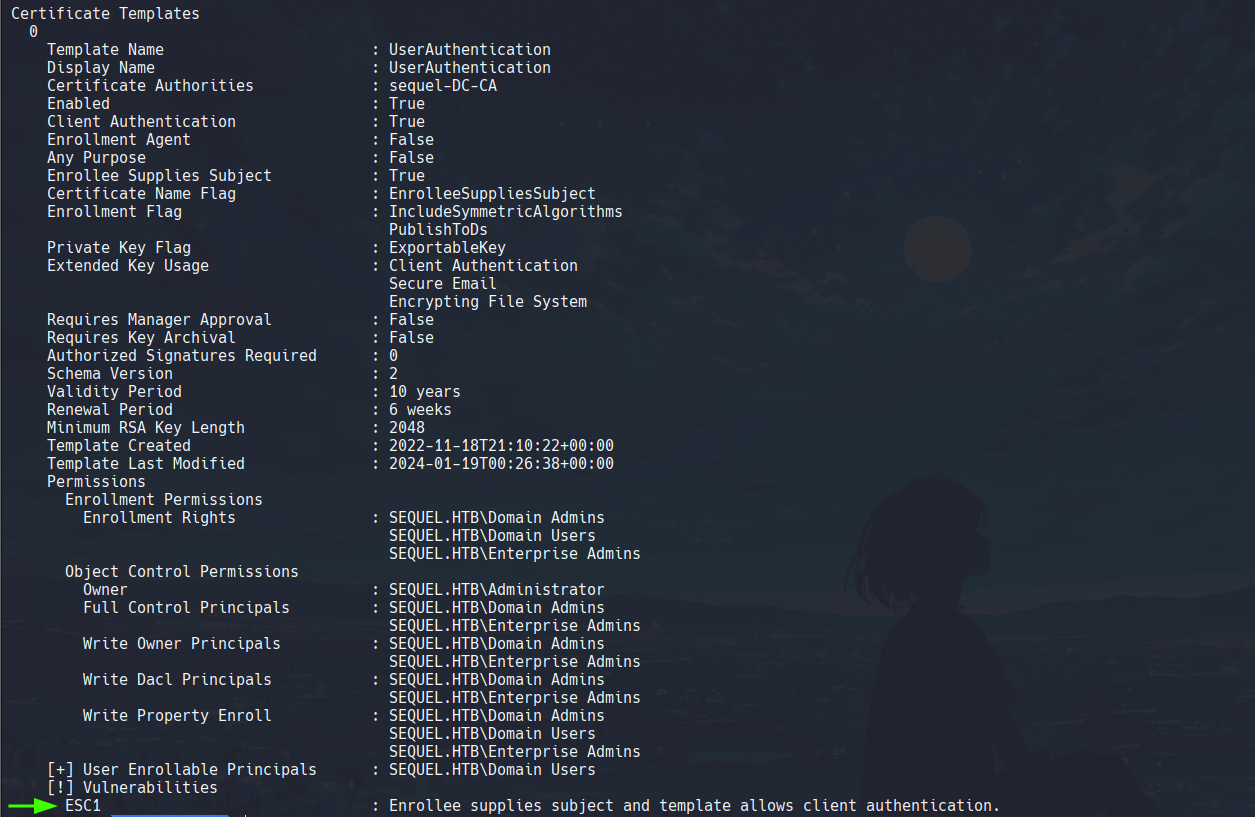 Certificate Templates
0
Template Name : UserAuthentication
Display Name : UserAuthentication
Certificate Authorities : sequel-DC-CA
Enabled : True
Client Authentication : True
Enrollment Agent : False
Any Purpose : False
Enrollee Supplies Subject : True
Certificate Name Flag : EnrolleeSuppliesSubject
Enrollment Flag : IncludeSymmetricAlgorithms
PublishToDs
Private Key Flag : ExportableKey
Extended Key Usage : Client Authentication
Secure Email
Encrypting File System
Requires Manager Approval : False
Requires Key Archival : False
Authorized Signatures Required : 0
Schema Version : 2
Validity Period : 10 years
Renewal Period : 6 weeks
Minimum RSA Key Length : 2048
Template Created : 2022-11-18T21:10:22+00:00
Template Last Modified : 2024-01-19T00:26:38+00:00
Permissions
Enrollment Permissions
Enrollment Rights : SEQUEL.HTB\Domain Admins
SEQUEL.HTB\Domain Users
SEQUEL.HTB\Enterprise Admins
Object Control Permissions
Owner : SEQUEL.HTB\Administrator
Full Control Principals : SEQUEL.HTB\Domain Admins
SEQUEL.HTB\Enterprise Admins
Write Owner Principals : SEQUEL.HTB\Domain Admins
SEQUEL.HTB\Enterprise Admins
Write Dacl Principals : SEQUEL.HTB\Domain Admins
SEQUEL.HTB\Enterprise Admins
Write Property Enroll : SEQUEL.HTB\Domain Admins
SEQUEL.HTB\Domain Users
SEQUEL.HTB\Enterprise Admins
[+] User Enrollable Principals : SEQUEL.HTB\Domain Users
[!] Vulnerabilities
ESC1 : Enrollee supplies subject and template allows client authentication.